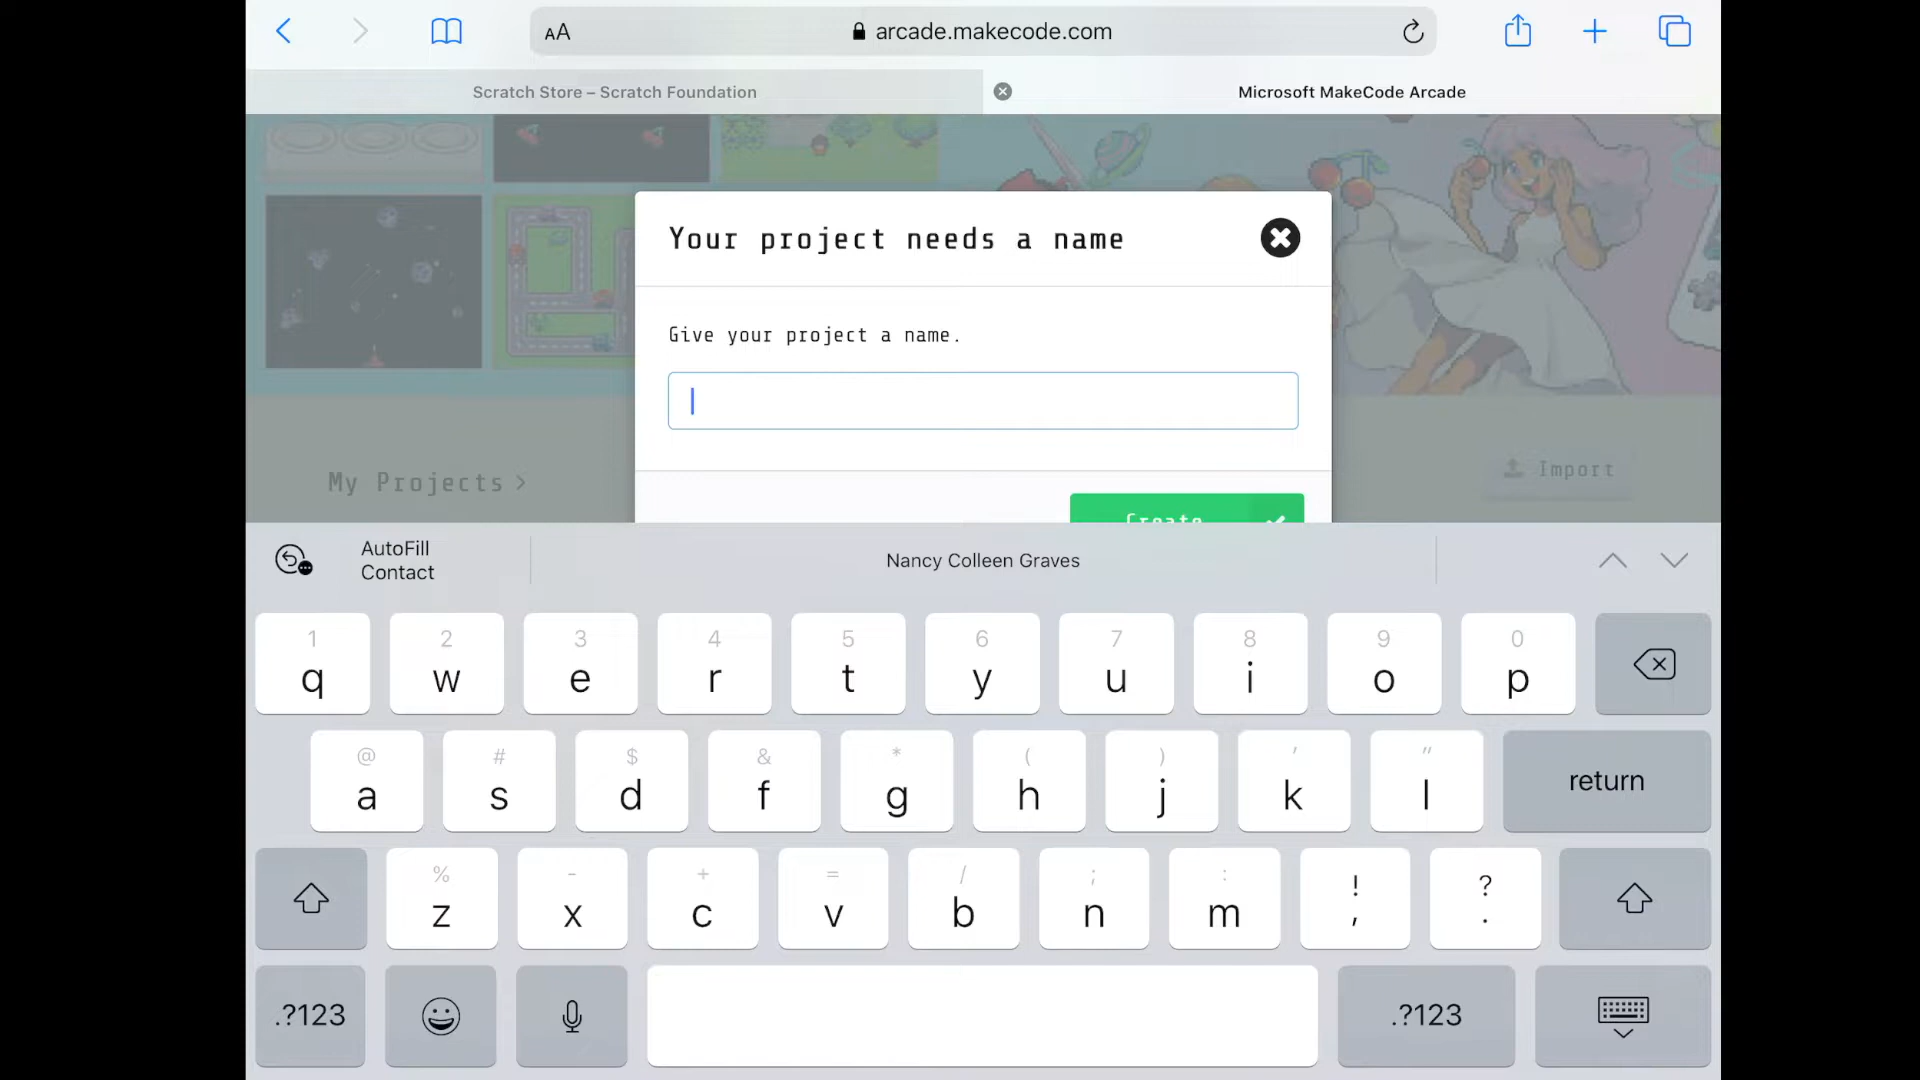 AA arcade.makecode.com
Scratch Store – Scratch Foundation
Microsoft MakeCode Arcade
Your project needs a name
Give your project a name.
My Projects >
Import
Create
AutoFill
Contact
Nancy Colleen Graves
1 2 3 4 5 6 7 8 9 0
q w e r t y u i o p
@ # $ & * ( ) ' "
a s d f g h j k l return
% - + = / ; : ! ?
z x c v b n m , .
.?123 .?123